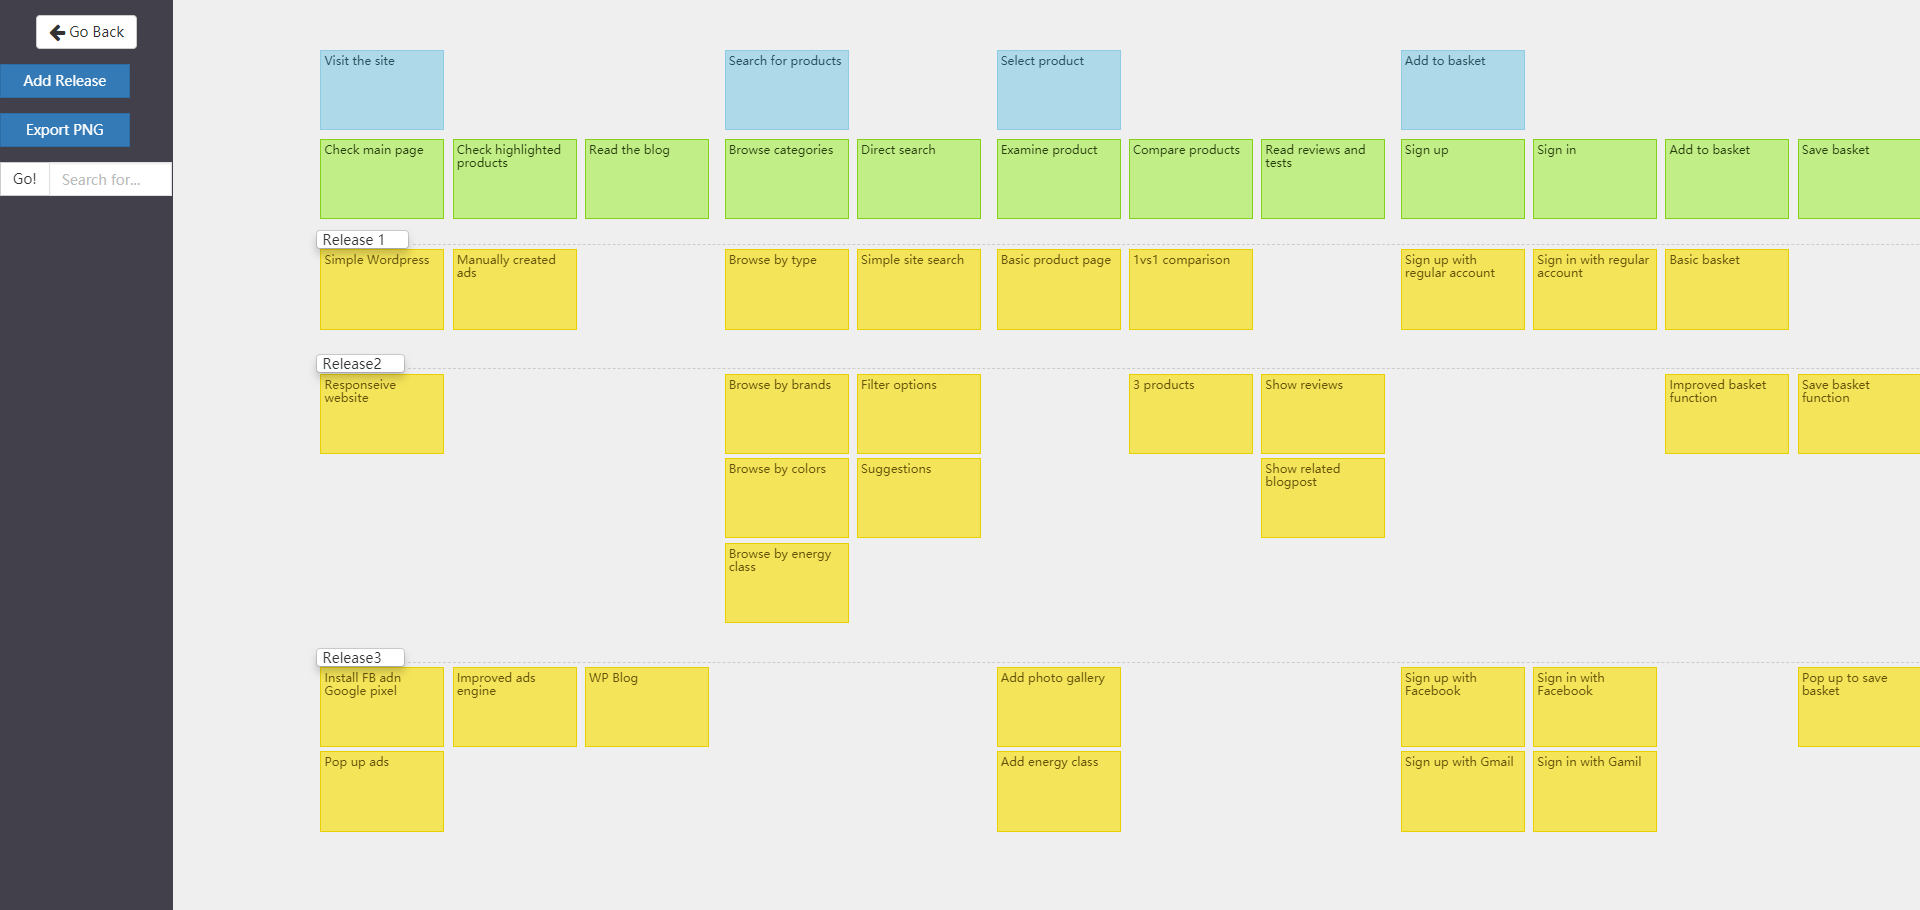 Go Back
Add Release
Export PNG
Go!
Search for...
Visit the site
Search for products
Select product
Add to basket
Check main page
Check highlighted
products
Read the blog
Browse categories
Direct search
Examine product
Compare products
Read reviews and
tests
Sign up
Sign in
Add to basket
Save basket
Release 1
Simple Wordpress
Manually created
ads
Browse by type
Simple site search
Basic product page
1vs1 comparison
Sign up with
regular account
Sign in with regular
account
Basic basket
Release2
Responseive
website
Browse by brands
Filter options
3 products
Show reviews
Improved basket
function
Save basket
function
Browse by colors
Suggestions
Show related
blogpost
Browse by energy
class
Release3
Install FB adn
Google pixel
Improved ads
engine
WP Blog
Add photo gallery
Sign up with
Facebook
Sign in with
Facebook
Pop up to save
basket
Pop up ads
Add energy class
Sign up with Gmail
Sign in with Gamil